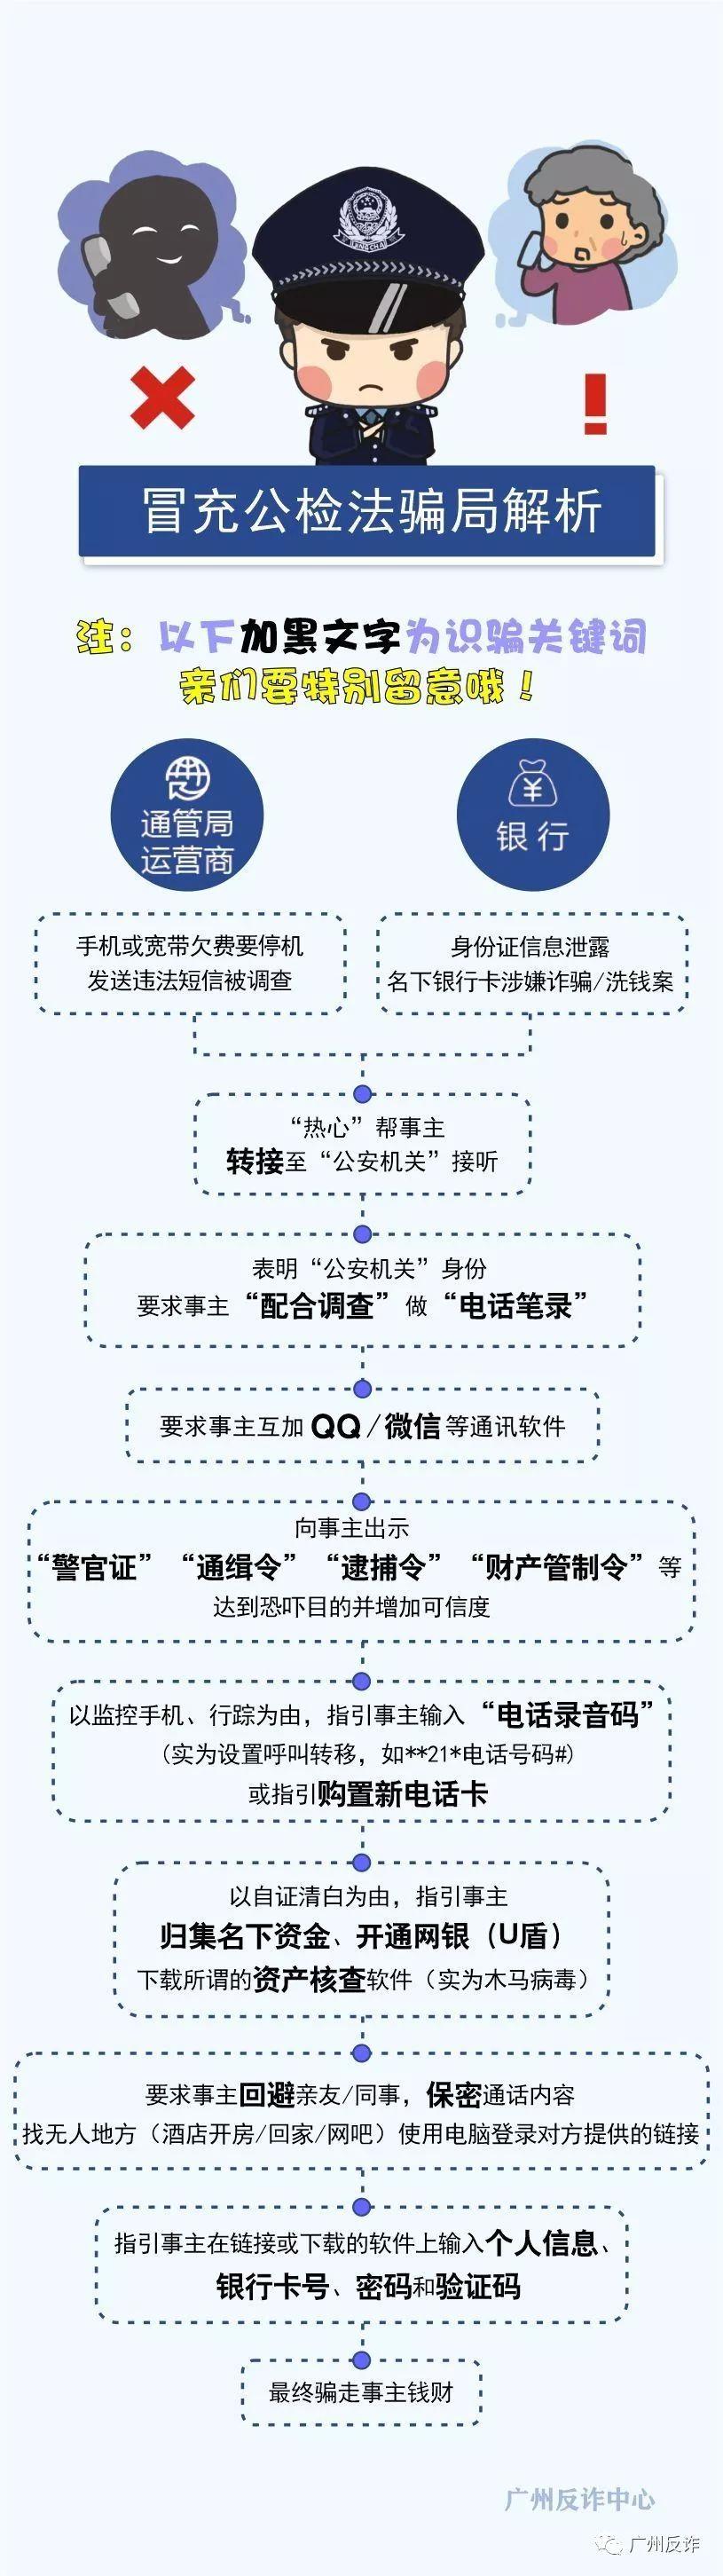 冒充公检法骗局解析
注：以下加黑文字为识骗关键词
亲们要特别留意哦！
通管局
运营商
银行
手机或宽带欠费要停机
发送违法短信被调查
身份证信息泄露
名下银行卡涉嫌诈骗/洗钱案
“热心”帮事主
转接至“公安机关”接听
表明“公安机关”身份
要求事主“配合调查”做“电话笔录”
要求事主互加QQ/微信等通讯软件
向事主出示
“警官证”“通缉令”“逮捕令”“财产管制令”等
达到恐吓目的并增加可信度
以监控手机、行踪为由，指引事主输入“电话录音码”
(实为设置呼叫转移，如**21*电话号码#)
或指引购置新电话卡
以自证清白为由，指引事主
归集名下资金、开通网银（U盾）
下载所谓的资产核查软件（实为木马病毒）
要求事主回避亲友/同事，保密通话内容
找无人地方（酒店开房/回家/网吧）使用电脑登录对方提供的链接
指引事主在链接或下载的软件上输入个人信息、
银行卡号、密码和验证码
最终骗走事主钱财
广州反诈中心
广州反诈